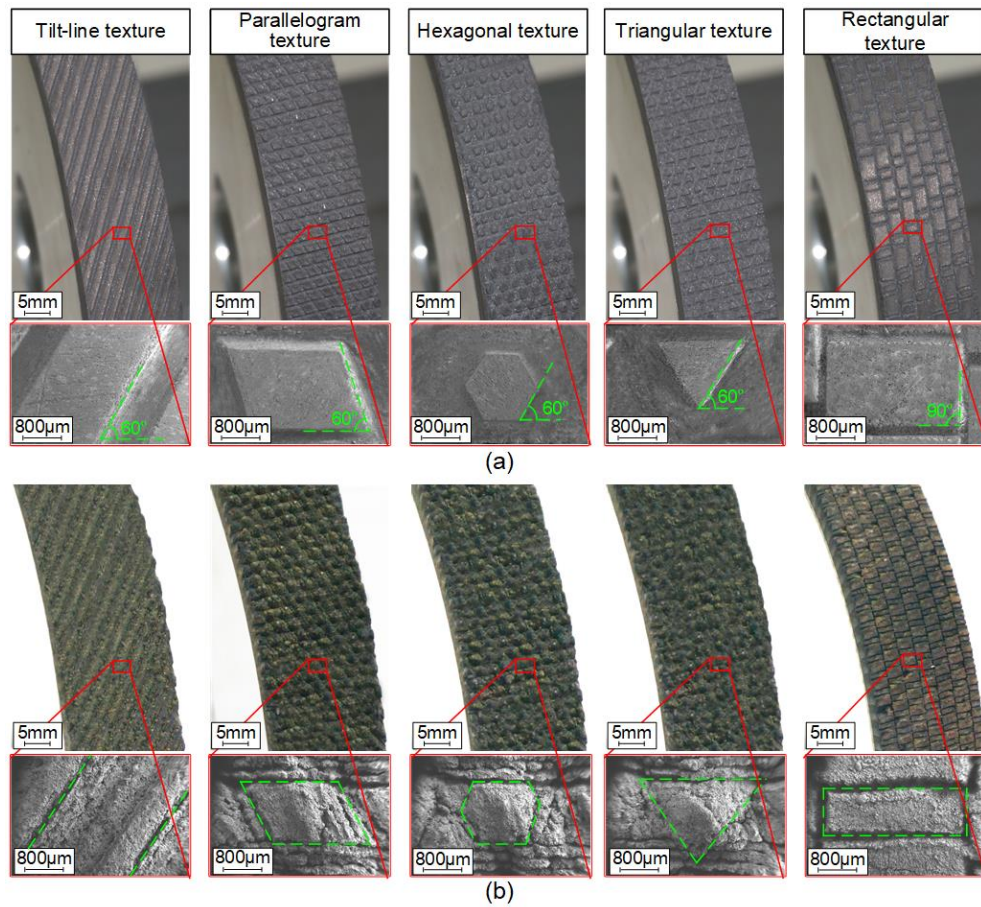 Tilt-line texture
Parallelogram
texture
Hexagonal texture
Triangular texture
Rectangular
texture
5mm
5mm
5mm
5mm
5mm
60°
60°
60°
60°
90°
800μm
800μm
800μm
800μm
800μm
(a)
5mm
5mm
5mm
5mm
5mm
800μm
800μm
800μm
800μm
800μm
(b)